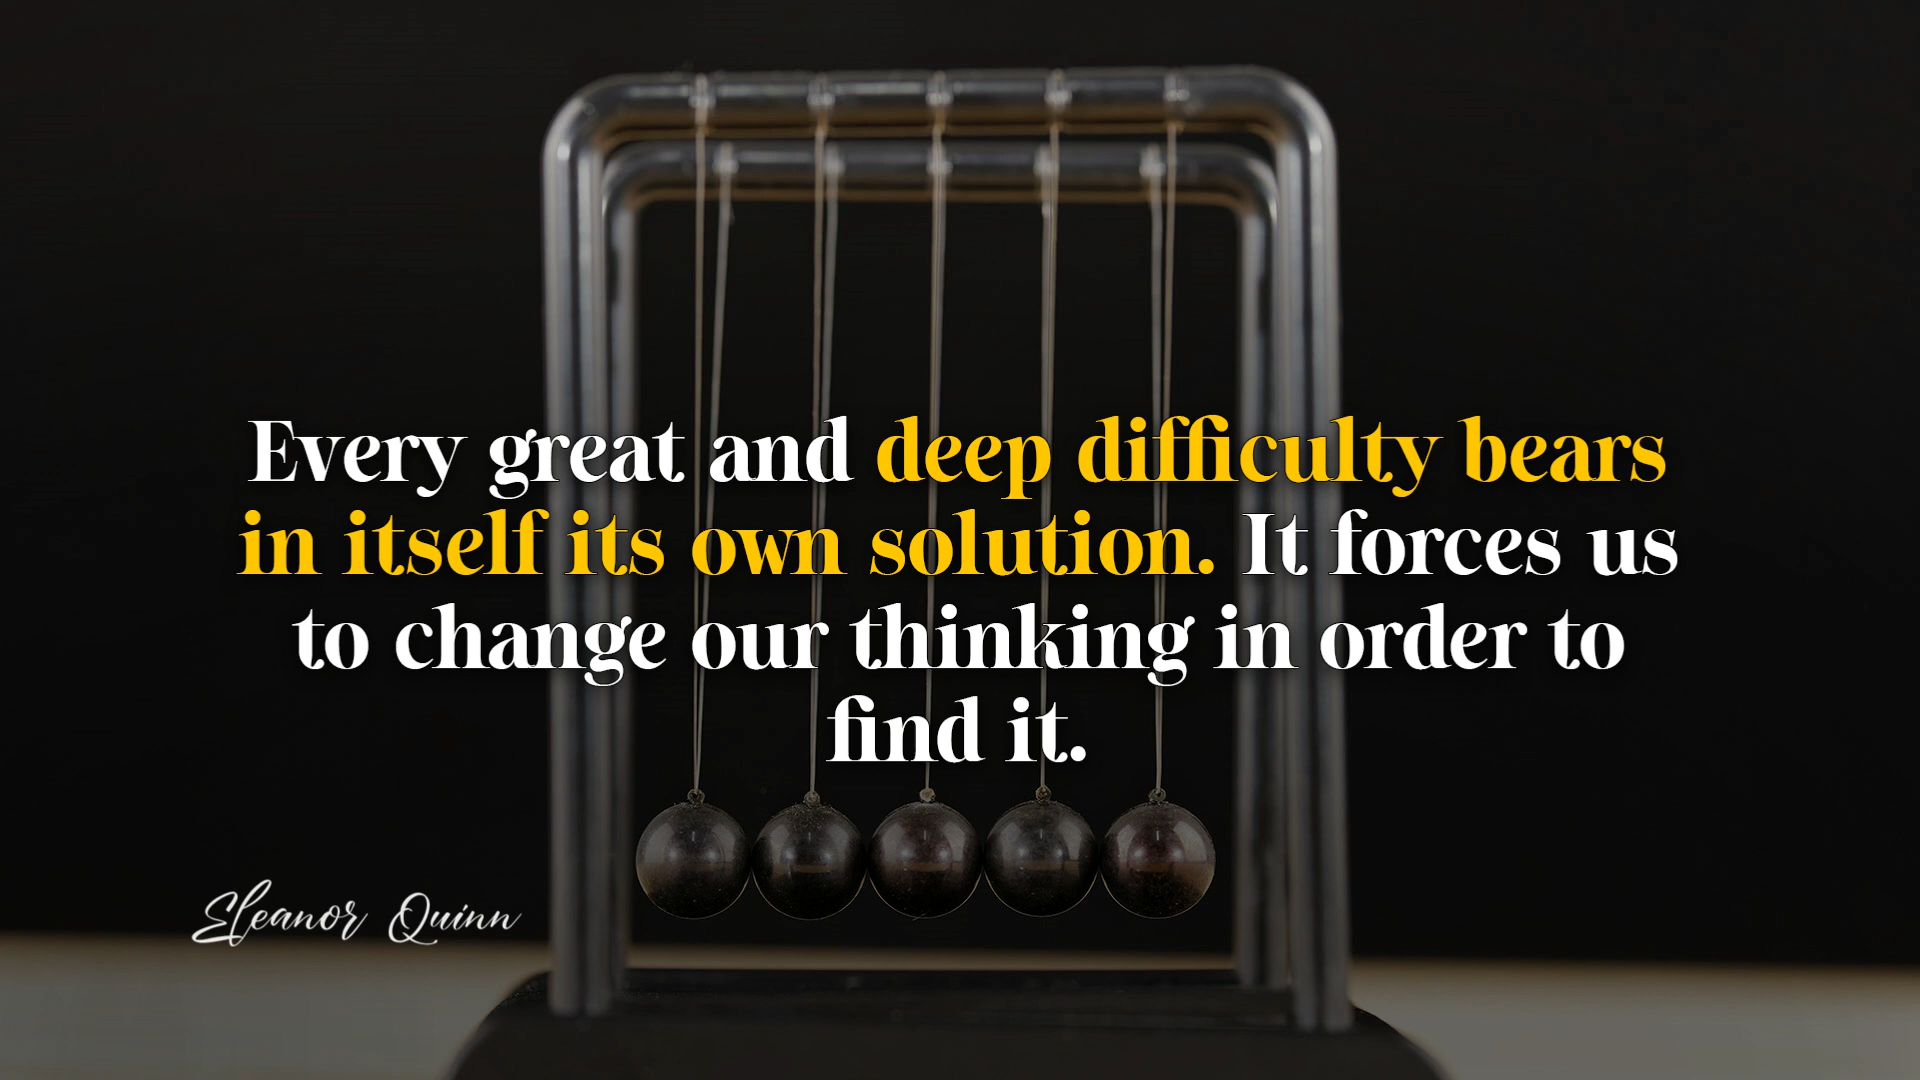 Every great and deep difficulty bears
in itself its own solution. It forces us
to change our thinking in order to
find it.
Eleanor Quinn